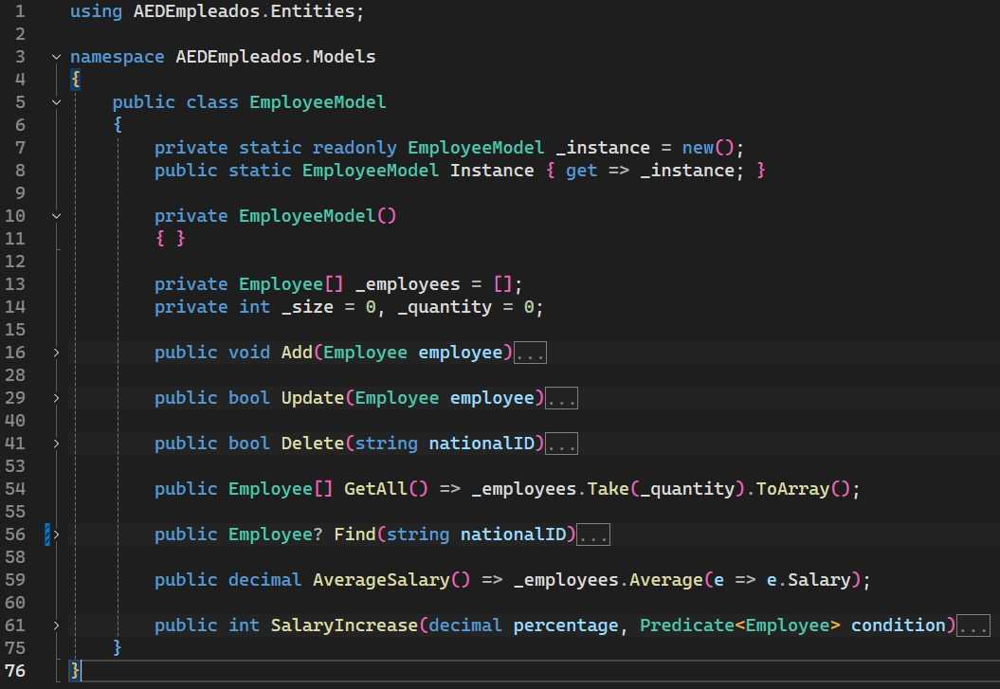 1 using AEDEmpleados.Entities;
2
3 namespace AEDEmpleados.Models
4 {
5 public class EmployeeModel
6 {
7 private static readonly EmployeeModel _instance = new();
8 public static EmployeeModel Instance { get => _instance; }
9
10 private EmployeeModel()
11 { }
12
13 private Employee[] _employees = [];
14 private int _size = 0, _quantity = 0;
15
16 public void Add(Employee employee)...
28
29 public bool Update(Employee employee)...
40
41 public bool Delete(string nationalID)...
53
54 public Employee[] GetAll() => _employees.Take(_quantity).ToArray();
55
56 public Employee? Find(string nationalID)...
58
59 public decimal AverageSalary() => _employees.Average(e => e.Salary);
60
61 public int SalaryIncrease(decimal percentage, Predicate<Employee> condition)...
75 }
76 }